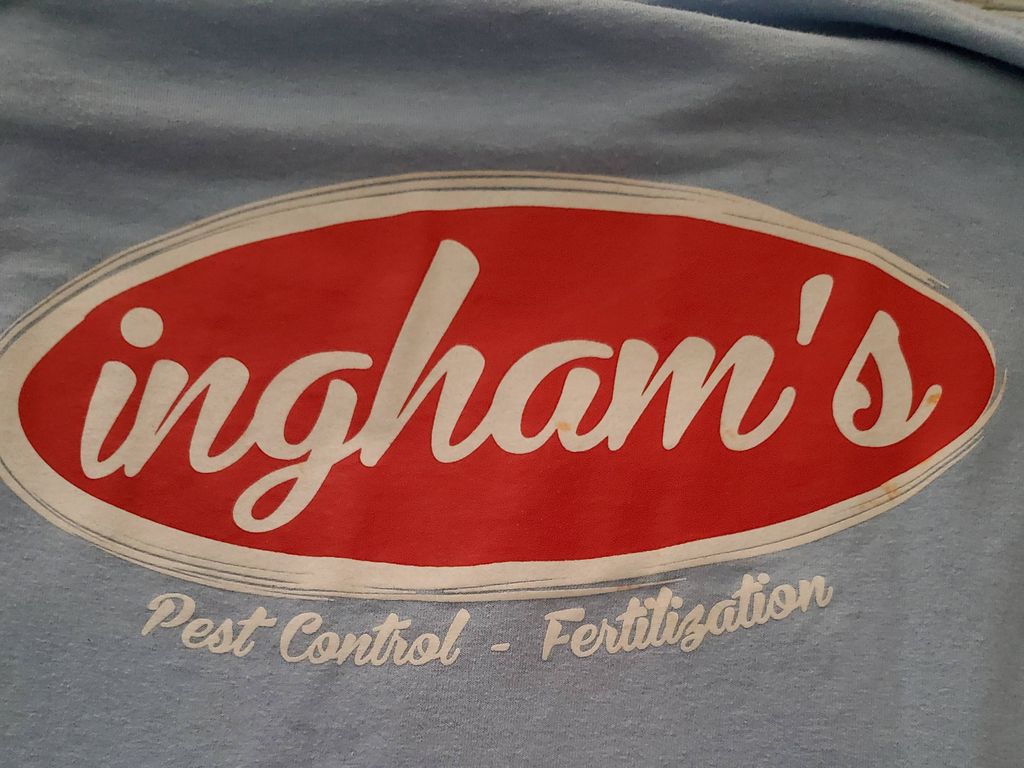 ingham's
Pest Control - Fertilization